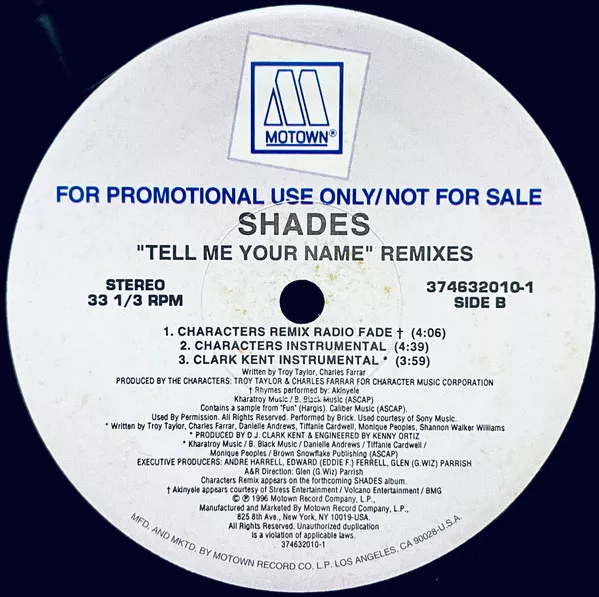 MOTOWN®
FOR PROMOTIONAL USE ONLY/NOT FOR SALE
SHADES
"TELL ME YOUR NAME" REMIXES
STEREO
33 1/3 RPM
374632010-1
SIDE B
1. CHARACTERS REMIX RADIO FADE † (4:06)
2. CHARACTERS INSTRUMENTAL (4:39)
3. CLARK KENT INSTRUMENTAL * (3:59)
Written by Troy Taylor, Charles Farrar
PRODUCED BY THE CHARACTERS: TROY TAYLOR & CHARLES FARRAR FOR CHARACTER MUSIC CORPORATION
† Rhymes performed by: Akinyele
Kharatroy Music / B. Black Music (ASCAP)
Contains a sample from "Fun" (Hargis). Caliber Music (ASCAP).
Used By Permission. All Rights Reserved. Performed by Brick. Used courtesy of Sony Music.
* Written by Troy Taylor, Charles Farrar, Danielle Andrews, Tiffanie Cardwell, Monique Peoples, Shannon Walker Williams
* PRODUCED BY D.J. CLARK KENT & ENGINEERED BY KENNY ORTIZ
* Kharatroy Music / B. Black Music / Danielle Andrews / Tiffanie Cardwell /
Monique Peoples / Brown Snowflake Publishing (ASCAP)
EXECUTIVE PRODUCERS: ANDRE HARRELL, EDWARD (EDDIE F.) FERRELL, GLEN (G.WIZ) PARRISH
A&R Direction: Glen (G.Wiz) Parrish
Characters Remix appears on the forthcoming SHADES album.
† Akinyele appears courtesy of Stress Entertainment / Volcano Entertainment / BMG
© ℗ 1996 Motown Record Company, L.P.,
Manufactured and Marketed By Motown Record Company, L.P.,
825 8th Ave., New York, NY 10019-USA.
All Rights Reserved. Unauthorized duplication
is a violation of applicable laws.
374632010-1
MFD. AND MKTD. BY MOTOWN RECORD CO. L.P. LOS ANGELES, CA 90028-U.S.A.